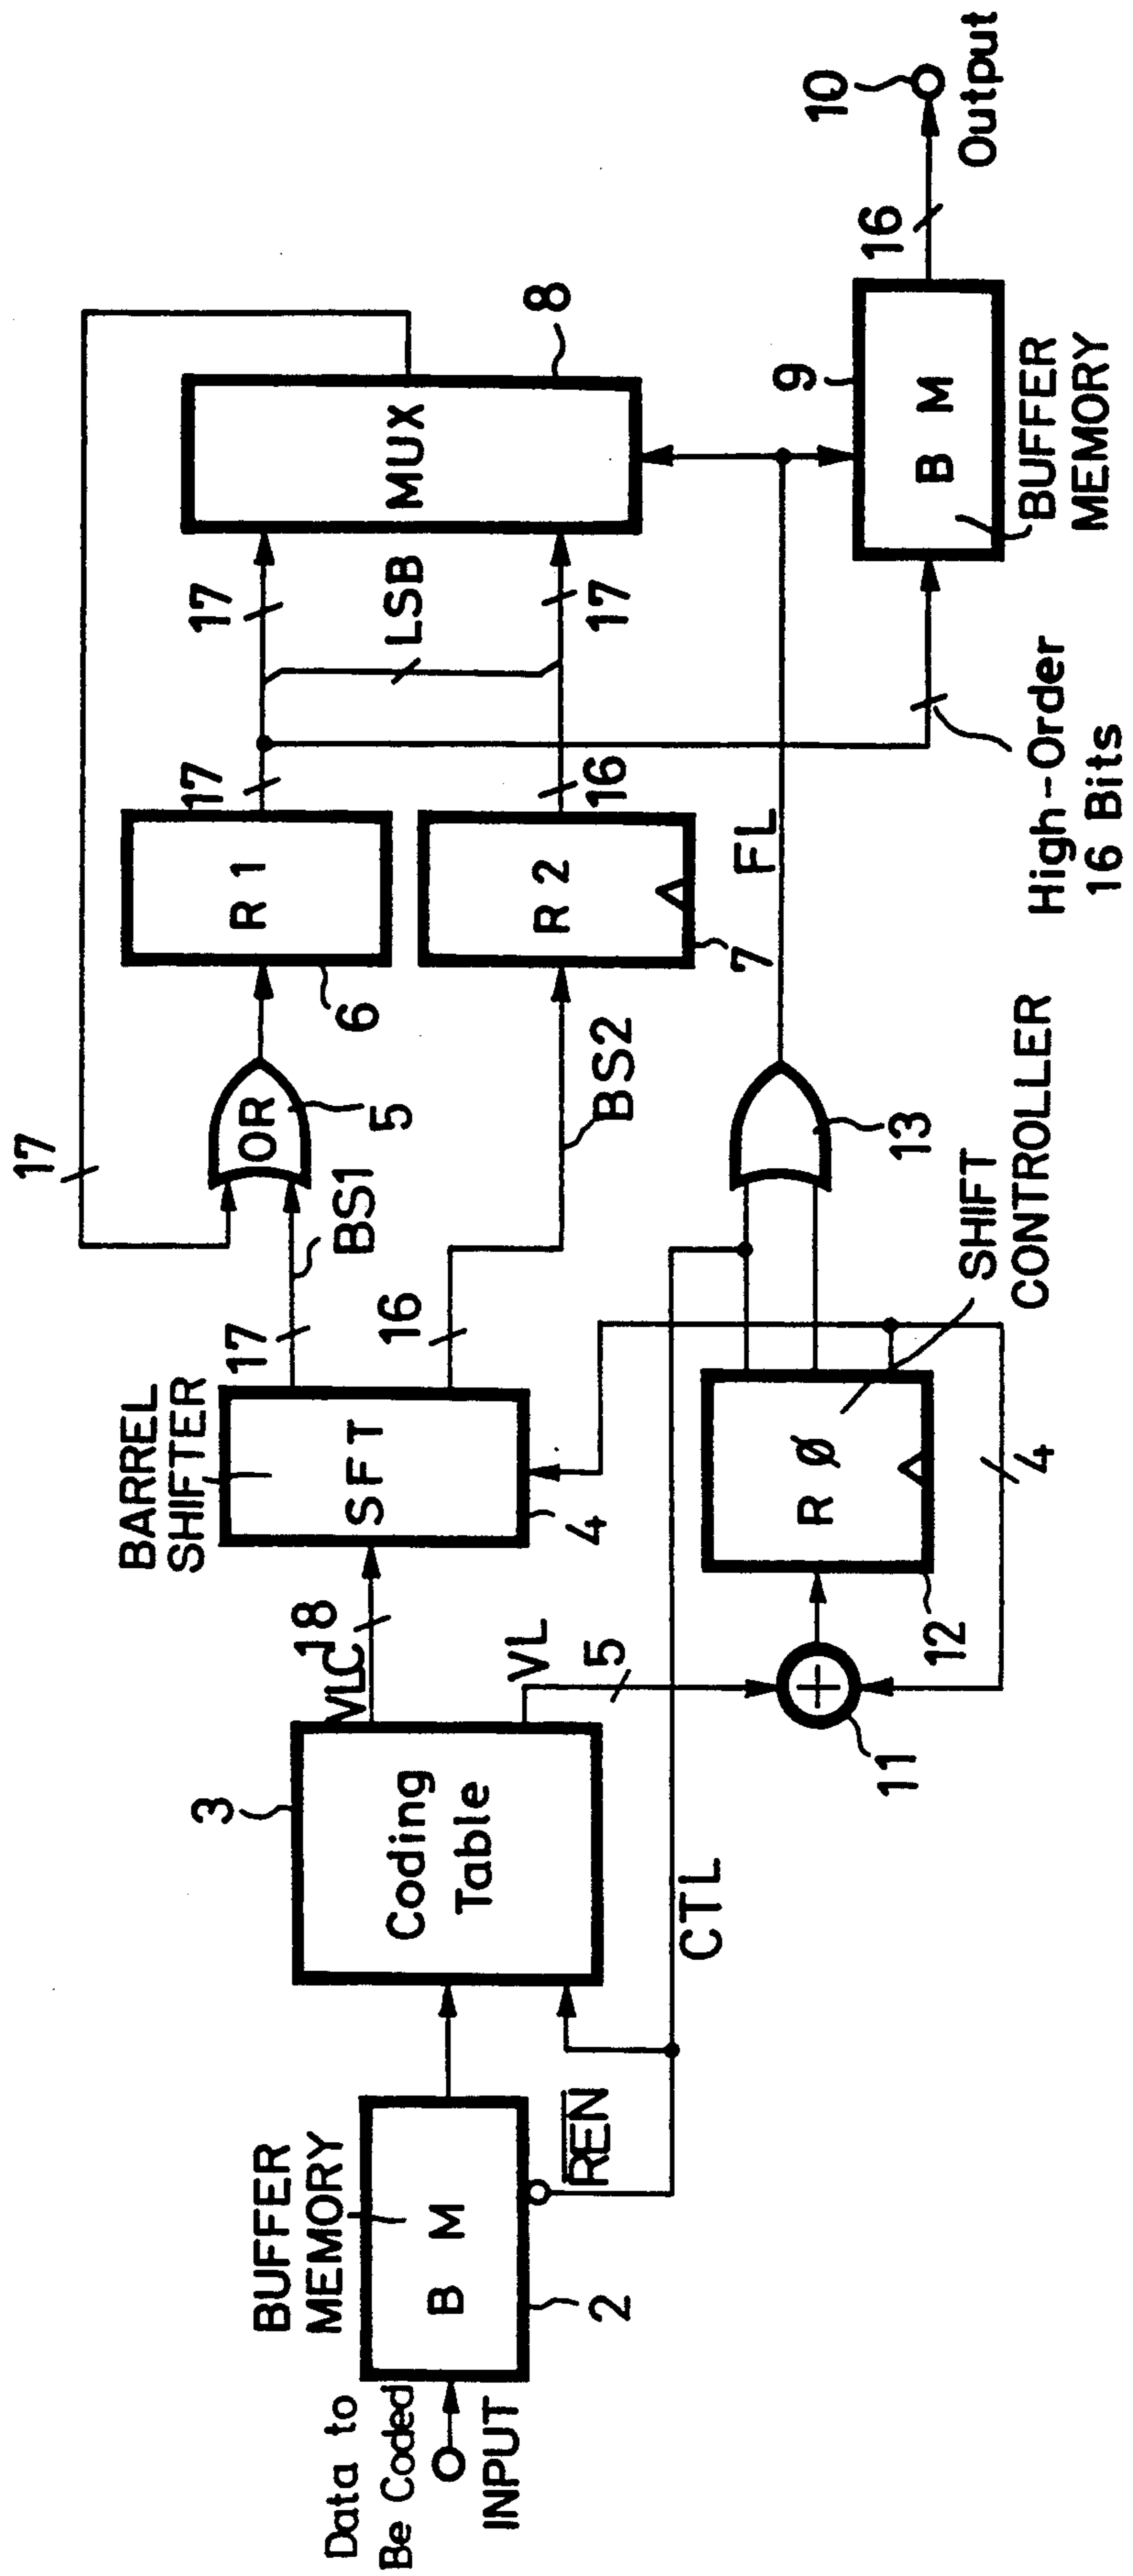 Data to
Be Coded
INPUT
BUFFER
MEMORY
B M
2
REN
3
Coding
Table
CTL
VLC
18
VL
5
11
12
BARREL
SHIFTER
SFT
4
R Ø
4
SHIFT
CONTROLLER
17
16
BS1
BS2
17
OR
5
13
FL
6
R 1
7
R 2
17
16
17
LSB
17
High-Order
16 Bits
MUX
8
9
B M
BUFFER
MEMORY
16
10
Output